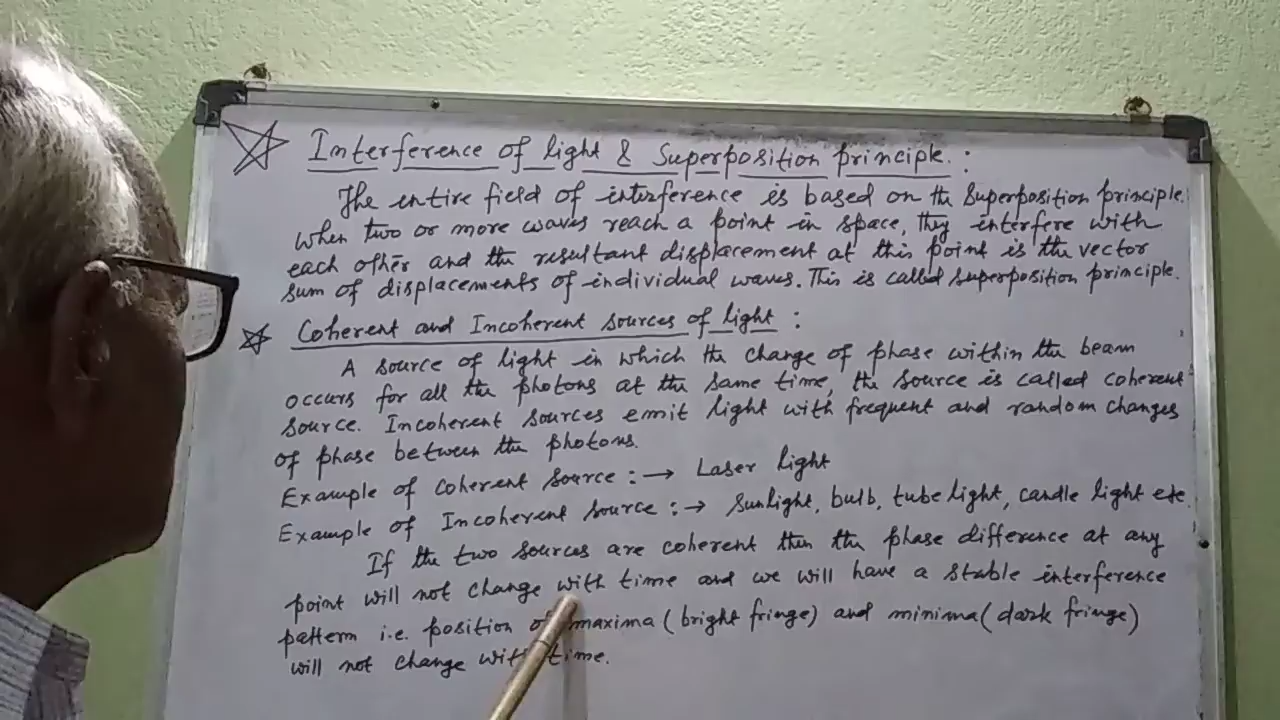 Interference of light & Superposition principle. :
The entire field of interference is based on the Superposition principle.
When two or more waves reach a point in space, they interfere with
each other and the resultant displacement at this point is the vector
sum of displacements of individual waves. This is called superposition principle.
Coherent and Incoherent sources of light :
A source of light in which the change of phase within the beam
occurs for all the photons at the same time, the source is called coherent
source. Incoherent sources emit light with frequent and random changes
of phase between the photons.
Example of coherent source : → Laser light
Example of Incoherent source : → Sunlight, bulb, tube light, candle light etc
If the two sources are coherent then the phase difference at any
point will not change with time and we will have a stable interference
pattern i.e. position of maxima (bright fringe) and minima (dark fringe)
will not change with time.